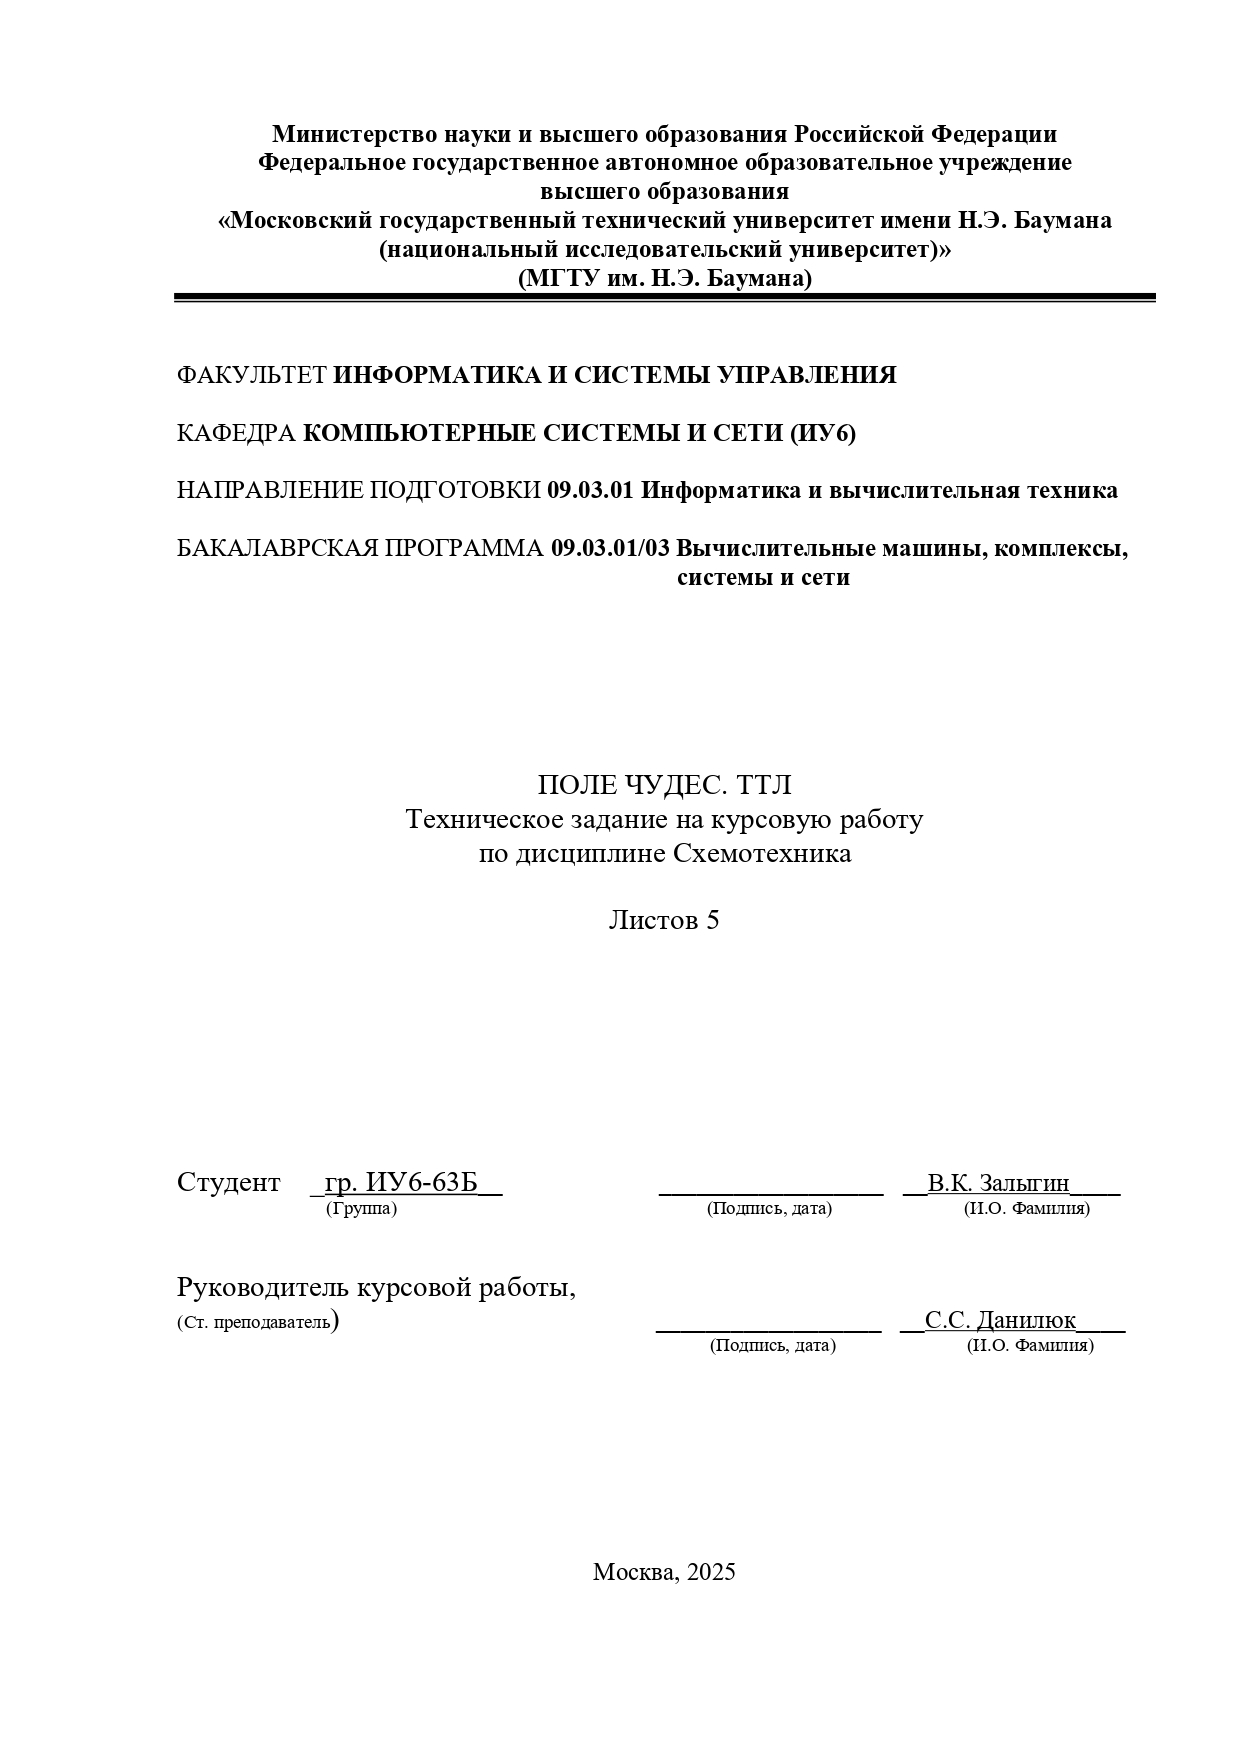 Министерство науки и высшего образования Российской Федерации
Федеральное государственное автономное образовательное учреждение
высшего образования
«Московский государственный технический университет имени Н.Э. Баумана
(национальный исследовательский университет)»
(МГТУ им. Н.Э. Баумана)
ФАКУЛЬТЕТ ИНФОРМАТИКА И СИСТЕМЫ УПРАВЛЕНИЯ
КАФЕДРА КОМПЬЮТЕРНЫЕ СИСТЕМЫ И СЕТИ (ИУ6)
НАПРАВЛЕНИЕ ПОДГОТОВКИ 09.03.01 Информатика и вычислительная техника
БАКАЛАВРСКАЯ ПРОГРАММА 09.03.01/03 Вычислительные машины, комплексы,
системы и сети
ПОЛЕ ЧУДЕС. ТТЛ
Техническое задание на курсовую работу
по дисциплине Схемотехника
Листов 5
Студент _гр. ИУ6-63Б__ __________________ __В.К. Залыгин____
(Группа) (Подпись, дата) (И.О. Фамилия)
Руководитель курсовой работы,
(Ст. преподаватель) __________________ __С.С. Данилюк____
(Подпись, дата) (И.О. Фамилия)
Москва, 2025